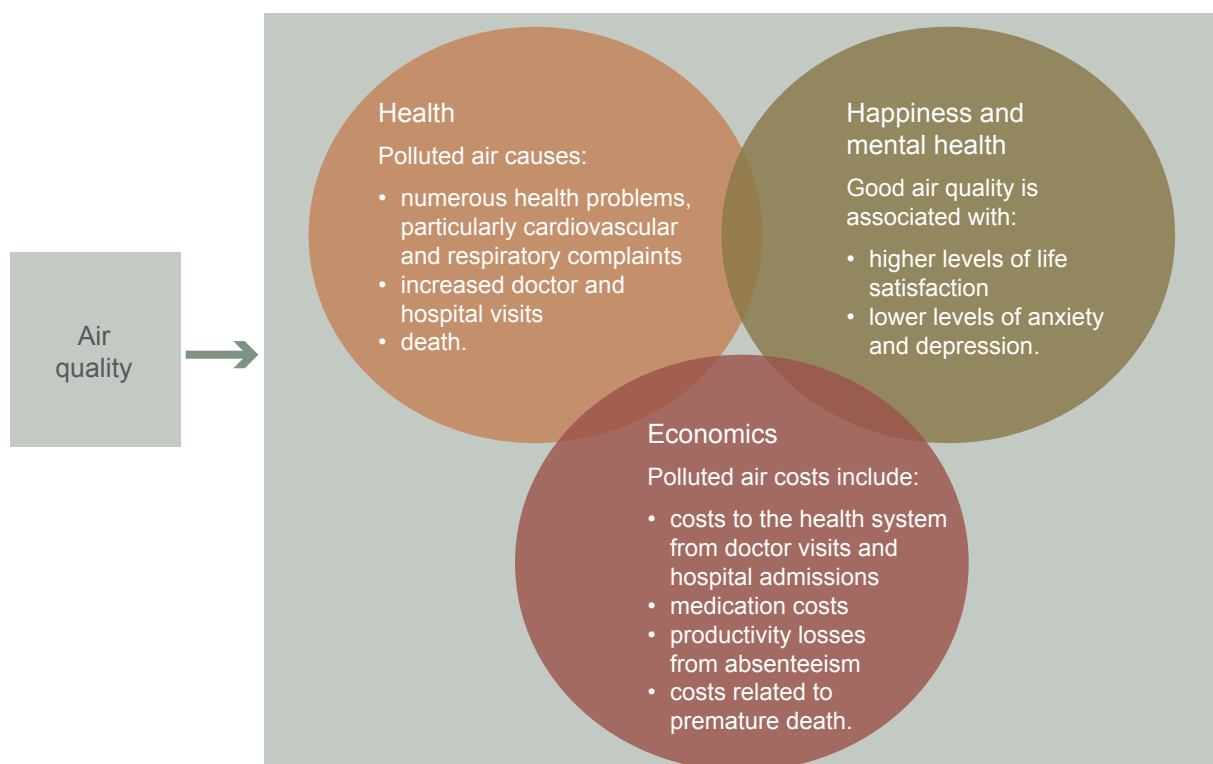 Air
quality
Health
Polluted air causes:
• numerous health problems,
particularly cardiovascular
and respiratory complaints
• increased doctor and
hospital visits
• death.
Happiness and
mental health
Good air quality is
associated with:
• higher levels of life
satisfaction
• lower levels of anxiety
and depression.
Economics
Polluted air costs include:
• costs to the health system
from doctor visits and
hospital admissions
• medication costs
• productivity losses
from absenteeism
• costs related to
premature death.